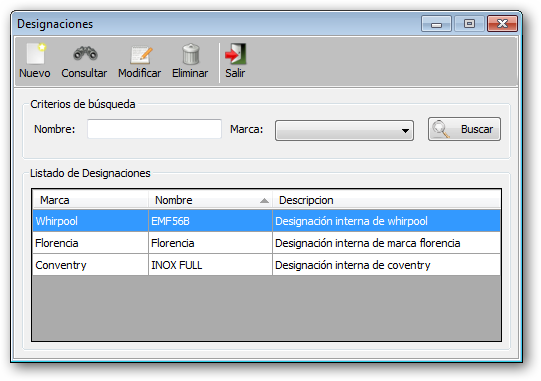 Designaciones
Nuevo Consultar Modificar Eliminar Salir
Criterios de búsqueda
Nombre: Marca: Buscar
Listado de Designaciones
Marca Nombre Descripcion
Whirpool EMF56B Designación interna de whirpool
Florencia Florencia Designación interna de marca florencia
Conventry INOX FULL Designación interna de coventry